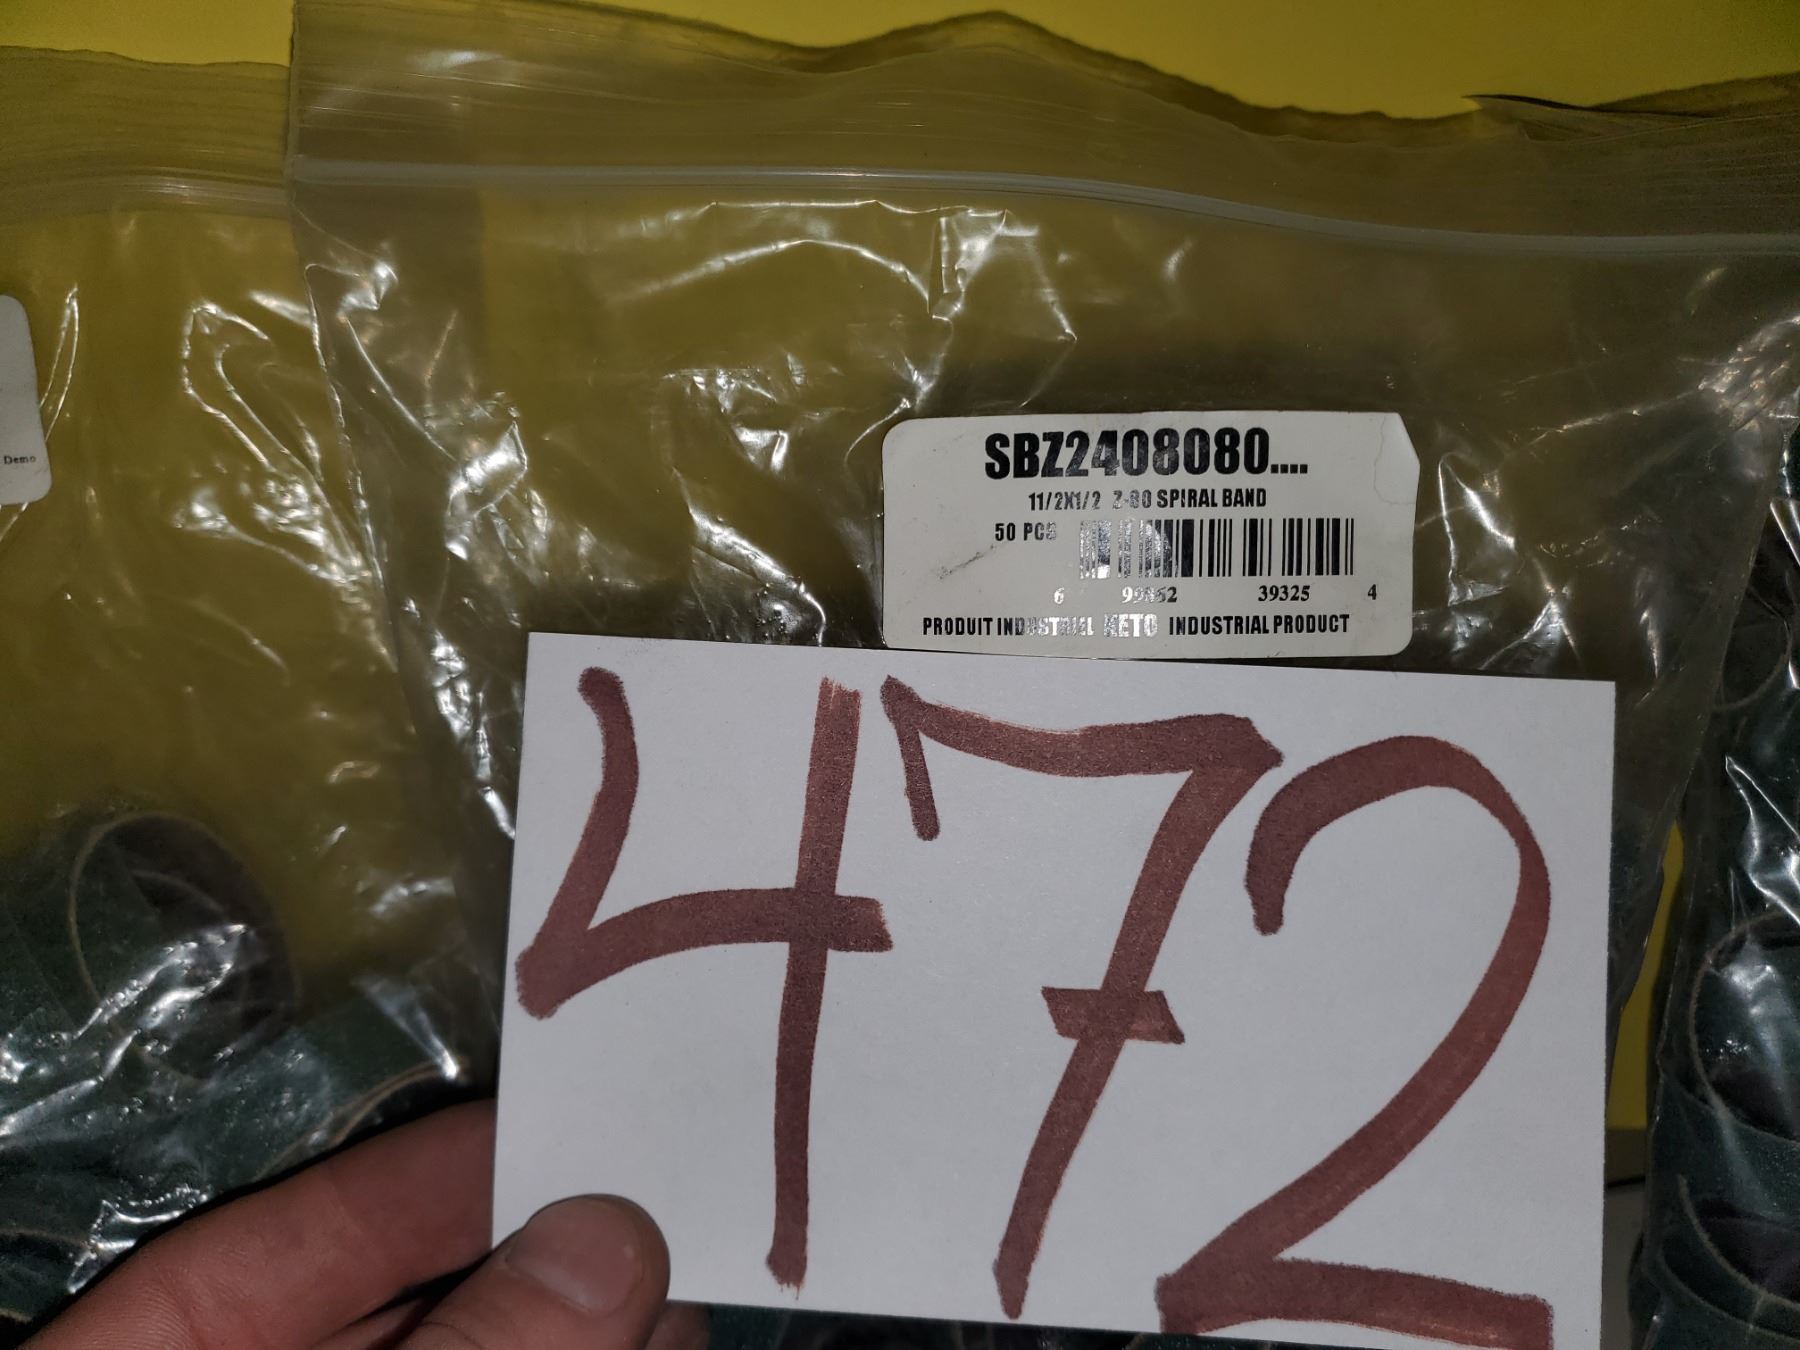 Demo
SBZ2408080....
11/2X1/2 Z-80 SPIRAL BAND
50 PCS
6 39325 4
PRODUIT INDUSTRIEL KETO INDUSTRIAL PRODUCT
472